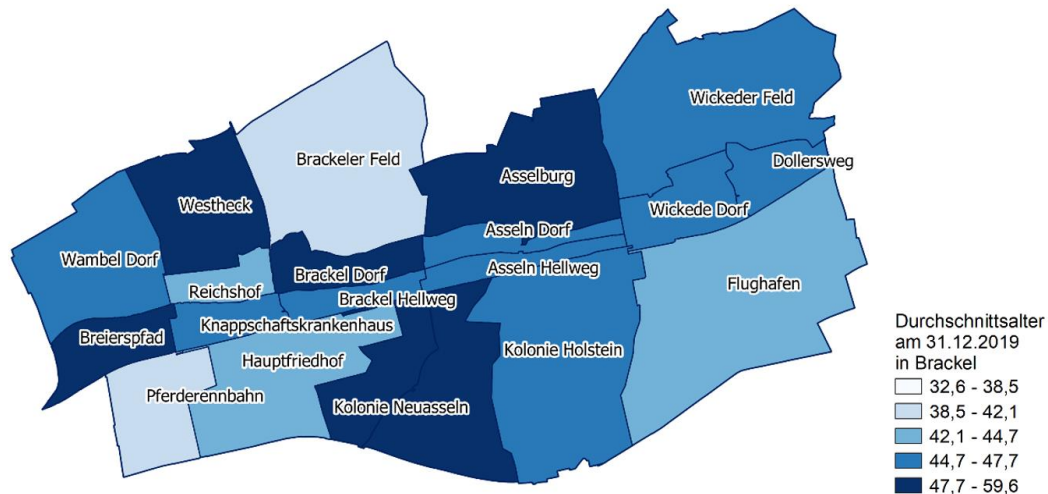 Wickeder Feld
Brackeler Feld
Dollersweg
Asselburg
Westheck
Wickede Dorf
Asseln Dorf
Wambel Dorf
Brackel Dorf
Asseln Hellweg
Flughafen
Reichshof
Brackel Hellweg
Knappschaftskrankenhaus
Breierspfad
Hauptfriedhof
Kolonie Holstein
Pferderennbahn
Kolonie Neuasseln
Durchschnittsalter
am 31.12.2019
in Brackel
32,6 - 38,5
38,5 - 42,1
42,1 - 44,7
44,7 - 47,7
47,7 - 59,6